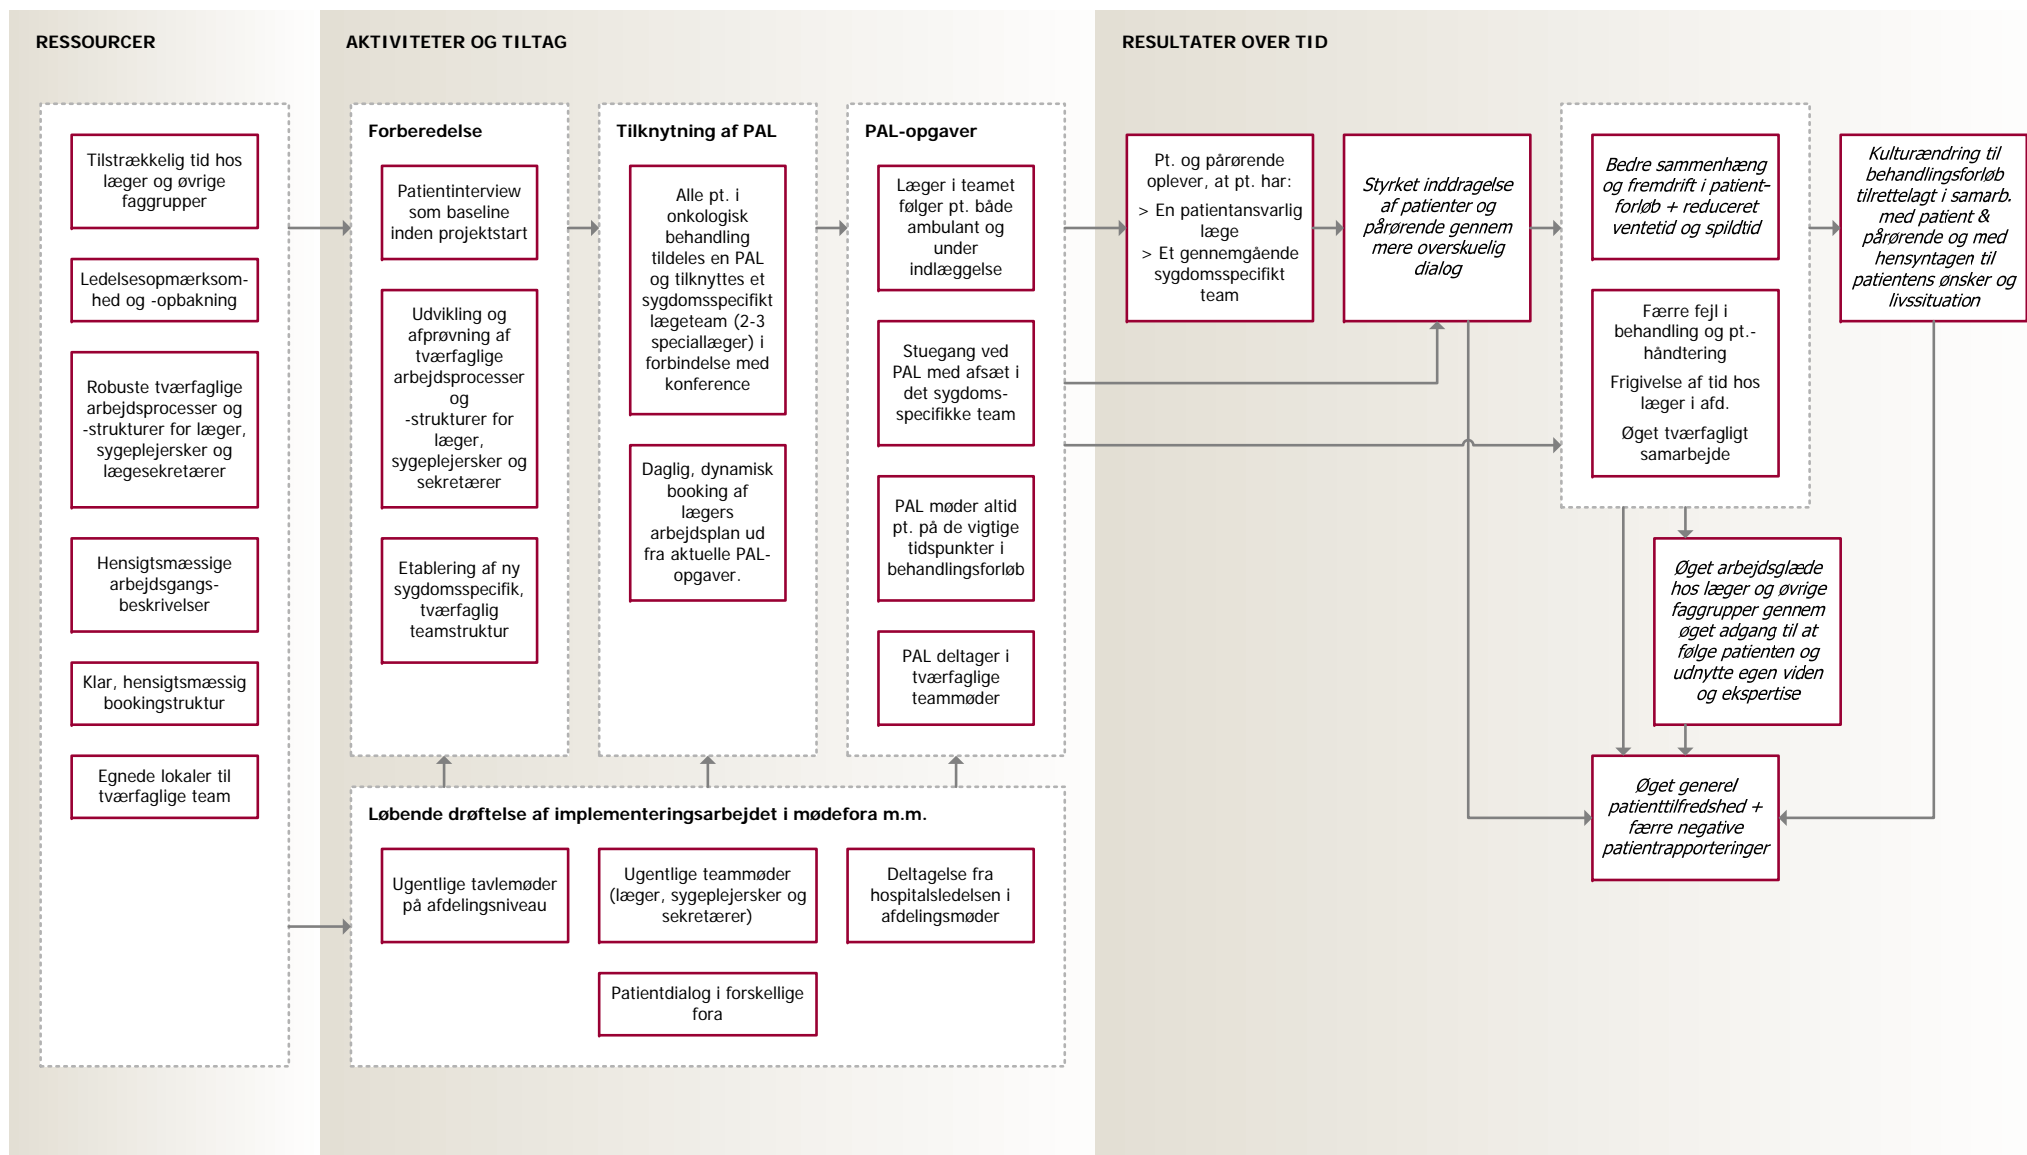 RESSOURCER
Tilstrækkelig tid hos
læger og øvrige
faggrupper
Ledelsesopmærksom-
hed og -opbakning
Robuste tværfaglige
arbejdsprocesser og
-strukturer for læger,
sygeplejersker og
lægesekretærer
Hensigtsmæssige
arbejdsgangs-
beskrivelser
Klar, hensigtsmæssig
bookingstruktur
Egnede lokaler til
tværfaglige team
AKTIVITETER OG TILTAG
Forberedelse
Patientinterview
som baseline
inden projektstart
Udvikling og
afprøvning af
tværfaglige
arbejdsprocesser
og
-strukturer for
læger,
sygeplejersker og
sekretærer
Etablering af ny
sygdomsspecifik,
tværfaglig
teamstruktur
Tilknytning af PAL
Alle pt. i
onkologisk
behandling
tildeles en PAL
og tilknyttes et
sygdomsspecifikt
lægeteam (2-3
speciallæger) i
forbindelse med
konference
Daglig, dynamisk
booking af
lægers
arbejdsplan ud
fra aktuelle PAL-
opgaver.
PAL-opgaver
Læger i teamet
følger pt. både
ambulant og
under
indlæggelse
Stuegang ved
PAL med afsæt i
det sygdoms-
specifikke team
PAL møder altid
pt. på de vigtige
tidspunkter i
behandlingsforløb
PAL deltager i
tværfaglige
teammøder
Løbende drøftelse af implementeringsarbejdet i mødefora m.m.
Ugentlige tavlemøder
på afdelingsniveau
Ugentlige teammøder
(læger, sygeplejersker og
sekretærer)
Deltagelse fra
hospitalsledelsen i
afdelingsmøder
Patientdialog i forskellige
fora
RESULTATER OVER TID
Pt. og pårørende
oplever, at pt. har:
> En patientansvarlig
læge
> Et gennemgående
sygdomsspecifikt
team
Styrket inddragelse
af patienter og
pårørende gennem
mere overskuelig
dialog
Bedre sammenhæng
og fremdrift i patient-
forløb + reduceret
ventetid og spildtid
Færre fejl i
behandling og pt.-
håndtering
Frigivelse af tid hos
læger i afd.
Øget tværfagligt
samarbejde
Kulturændring til
behandlingsforløb
tilrettelagt i samarb.
med patient &
pårørende og med
hensyntagen til
patientens ønsker og
livssituation
Øget arbejdsglæde
hos læger og øvrige
faggrupper gennem
øget adgang til at
følge patienten og
udnytte egen viden
og ekspertise
Øget generel
patienttilfredshed +
færre negative
patientrapporteringer